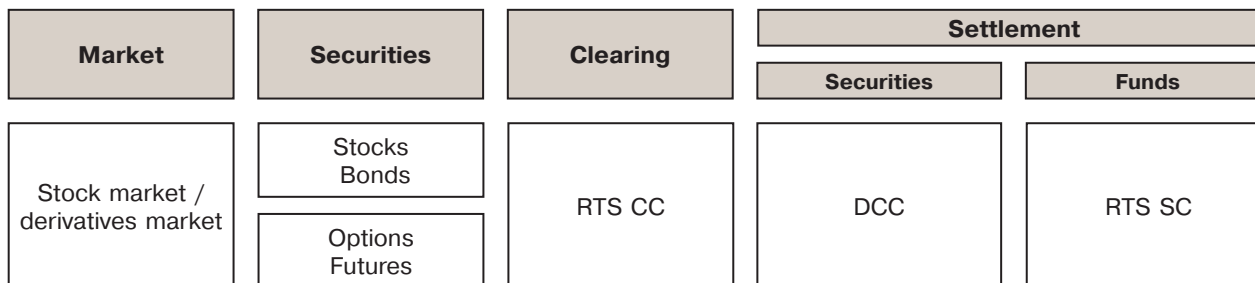 Market
Securities
Clearing
Settlement
Securities
Funds
Stock market /
derivatives market
Stocks
Bonds
Options
Futures
RTS CC
DCC
RTS SC